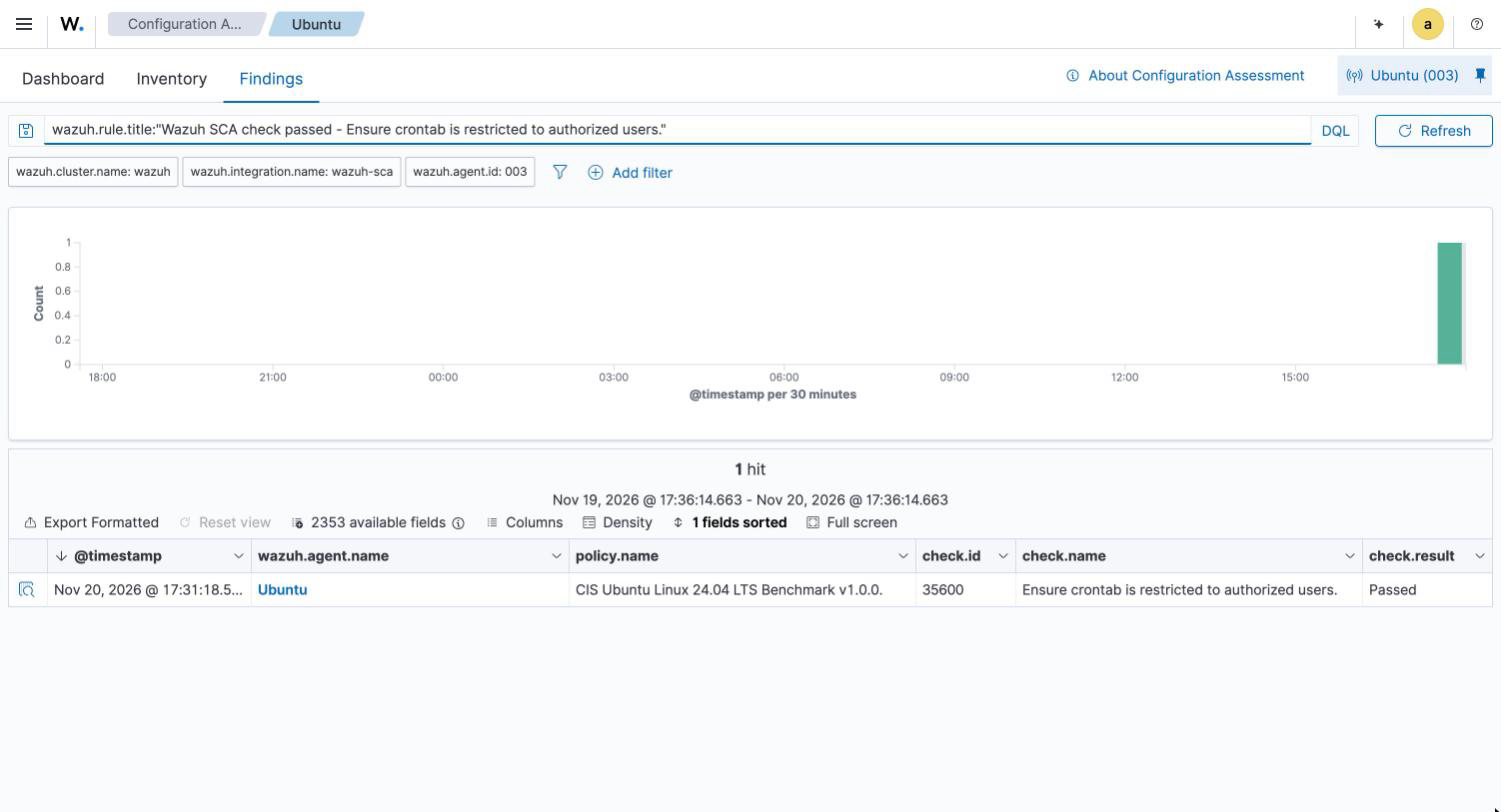 W. Configuration A... Ubuntu a
Dashboard Inventory Findings About Configuration Assessment Ubuntu (003)
wazuh.rule.title:"Wazuh SCA check passed - Ensure crontab is restricted to authorized users." DQL Refresh
wazuh.cluster.name: wazuh wazuh.integration.name: wazuh-sca wazuh.agent.id: 003 Add filter
Count
1
0.8
0.6
0.4
0.2
0
18:00 21:00 00:00 03:00 06:00 09:00 12:00 15:00
@timestamp per 30 minutes
1 hit
Nov 19, 2026 @ 17:36:14.663 - Nov 20, 2026 @ 17:36:14.663
Export Formatted Reset view 2353 available fields Columns Density 1 fields sorted Full screen
@timestamp wazuh.agent.name policy.name check.id check.name check.result
Nov 20, 2026 @ 17:31:18.5... Ubuntu CIS Ubuntu Linux 24.04 LTS Benchmark v1.0.0. 35600 Ensure crontab is restricted to authorized users. Passed